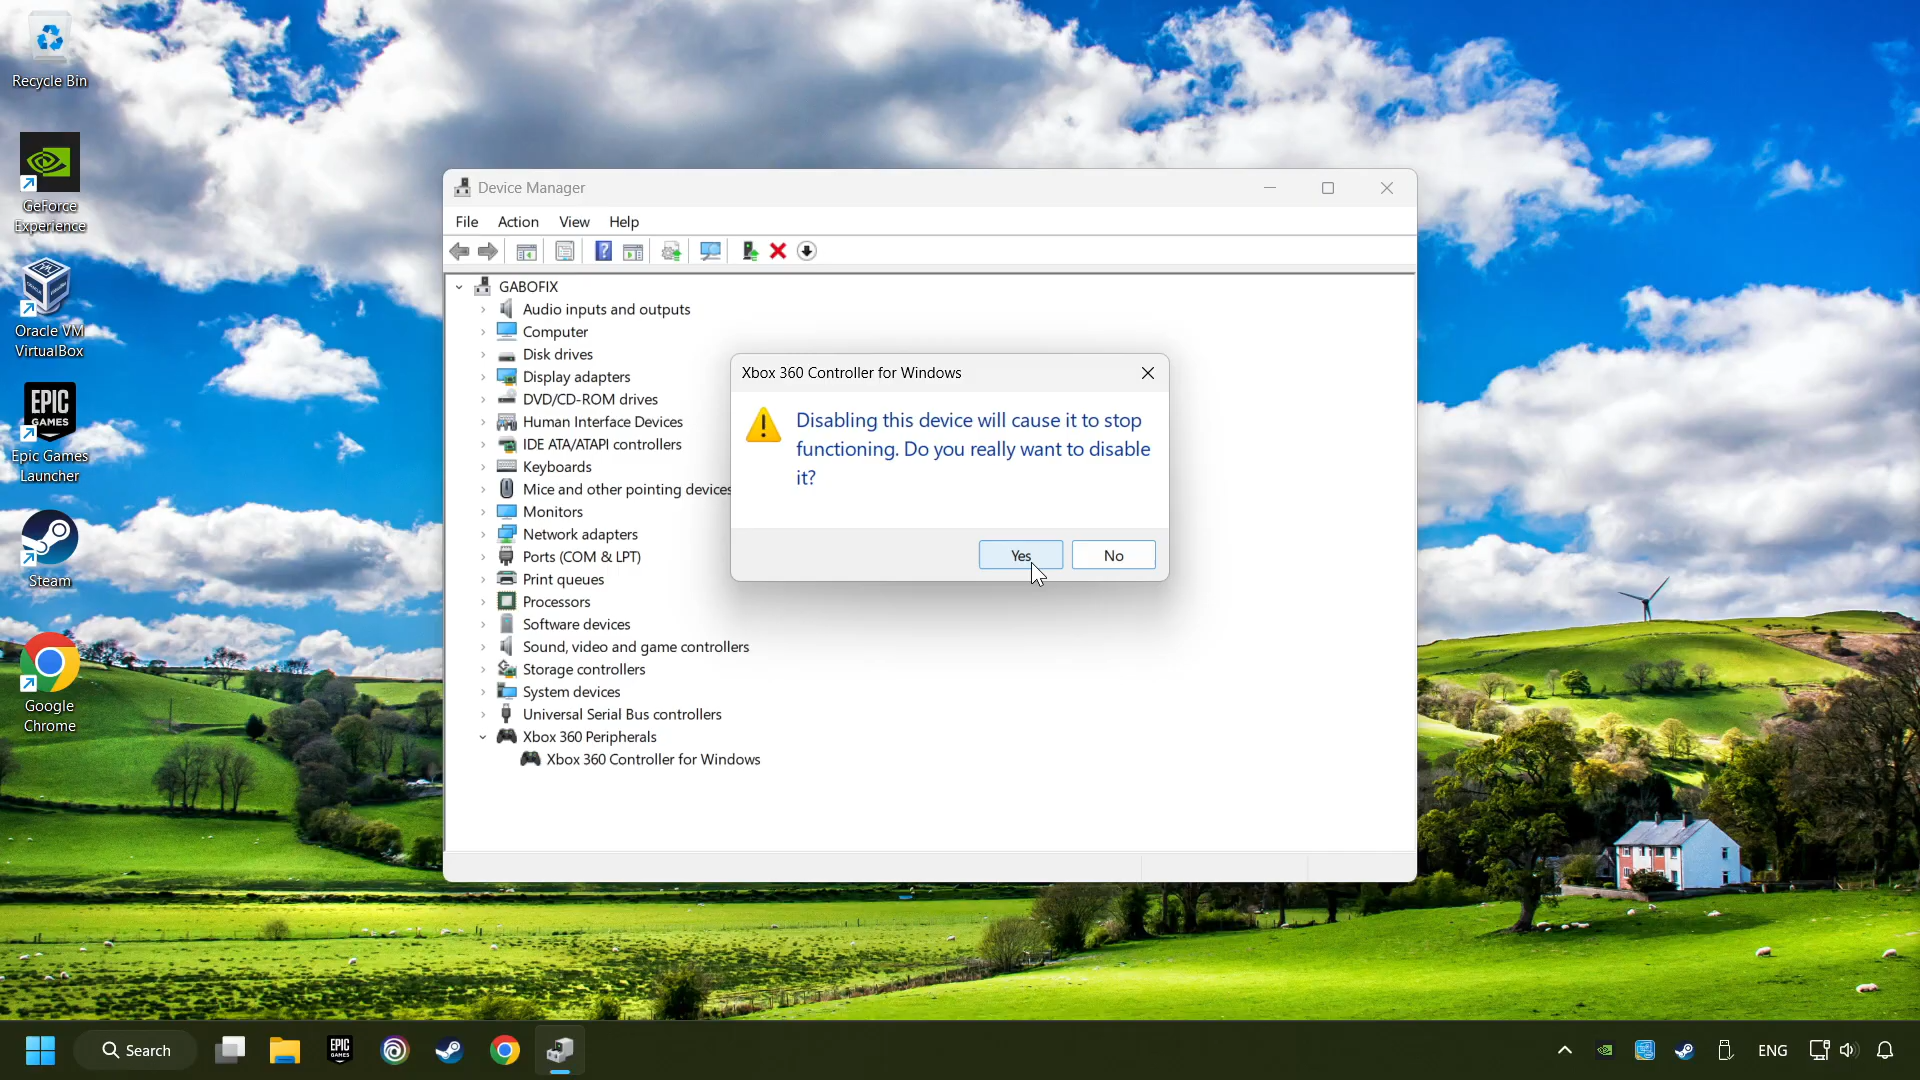 Recycle Bin
GeForce
Experience
Oracle VM
VirtualBox
EPIC
GAMES
Epic Games
Launcher
Steam
Google
Chrome
Device Manager
File Action View Help
GABOFIX
Audio inputs and outputs
Computer
Disk drives
Display adapters
DVD/CD-ROM drives
Human Interface Devices
IDE ATA/ATAPI controllers
Keyboards
Mice and other pointing devices
Monitors
Network adapters
Ports (COM & LPT)
Print queues
Processors
Software devices
Sound, video and game controllers
Storage controllers
System devices
Universal Serial Bus controllers
Xbox 360 Peripherals
Xbox 360 Controller for Windows
Xbox 360 Controller for Windows
Disabling this device will cause it to stop
functioning. Do you really want to disable
it?
Yes No
Search
EPIC
GAMES
ENG